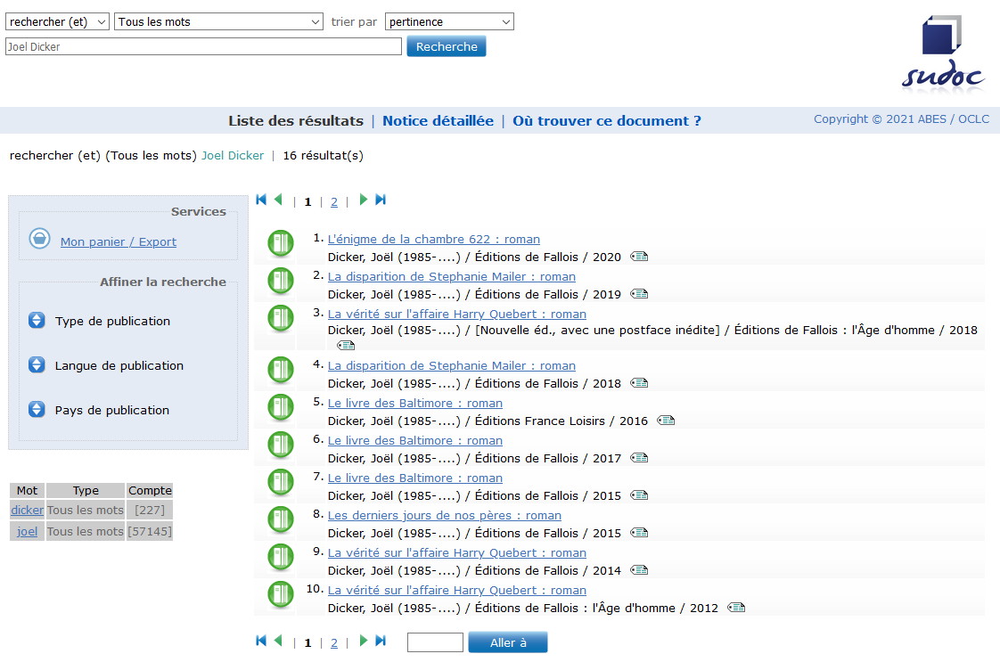 rechercher (et) Tous les mots trier par pertinence
Joel Dicker Recherche
sudoc
Liste des résultats | Notice détaillée | Où trouver ce document ? Copyright © 2021 ABES / OCLC
rechercher (et) (Tous les mots) Joel Dicker | 16 résultat(s)
Services
Mon panier / Export
Affiner la recherche
Type de publication
Langue de publication
Pays de publication
Mot Type Compte
dicker Tous les mots [227]
joel Tous les mots [57145]
| 1 | 2 |
1. L'énigme de la chambre 622 : roman
Dicker, Joël (1985-....) / Éditions de Fallois / 2020
2. La disparition de Stephanie Mailer : roman
Dicker, Joël (1985-....) / Éditions de Fallois / 2019
3. La vérité sur l'affaire Harry Quebert : roman
Dicker, Joël (1985-....) / [Nouvelle éd., avec une postface inédite] / Éditions de Fallois : l'Âge d'homme / 2018
4. La disparition de Stephanie Mailer : roman
Dicker, Joël (1985-....) / Éditions de Fallois / 2018
5. Le livre des Baltimore : roman
Dicker, Joël (1985-....) / Éditions France Loisirs / 2016
6. Le livre des Baltimore : roman
Dicker, Joël (1985-....) / Éditions de Fallois / 2017
7. Le livre des Baltimore : roman
Dicker, Joël (1985-....) / Éditions de Fallois / 2015
8. Les derniers jours de nos pères : roman
Dicker, Joël (1985-....) / Éditions de Fallois / 2015
9. La vérité sur l'affaire Harry Quebert : roman
Dicker, Joël (1985-....) / Éditions de Fallois / 2014
10. La vérité sur l'affaire Harry Quebert : roman
Dicker, Joël (1985-....) / Éditions de Fallois : l'Âge d'homme / 2012
| 1 | 2 | Aller à